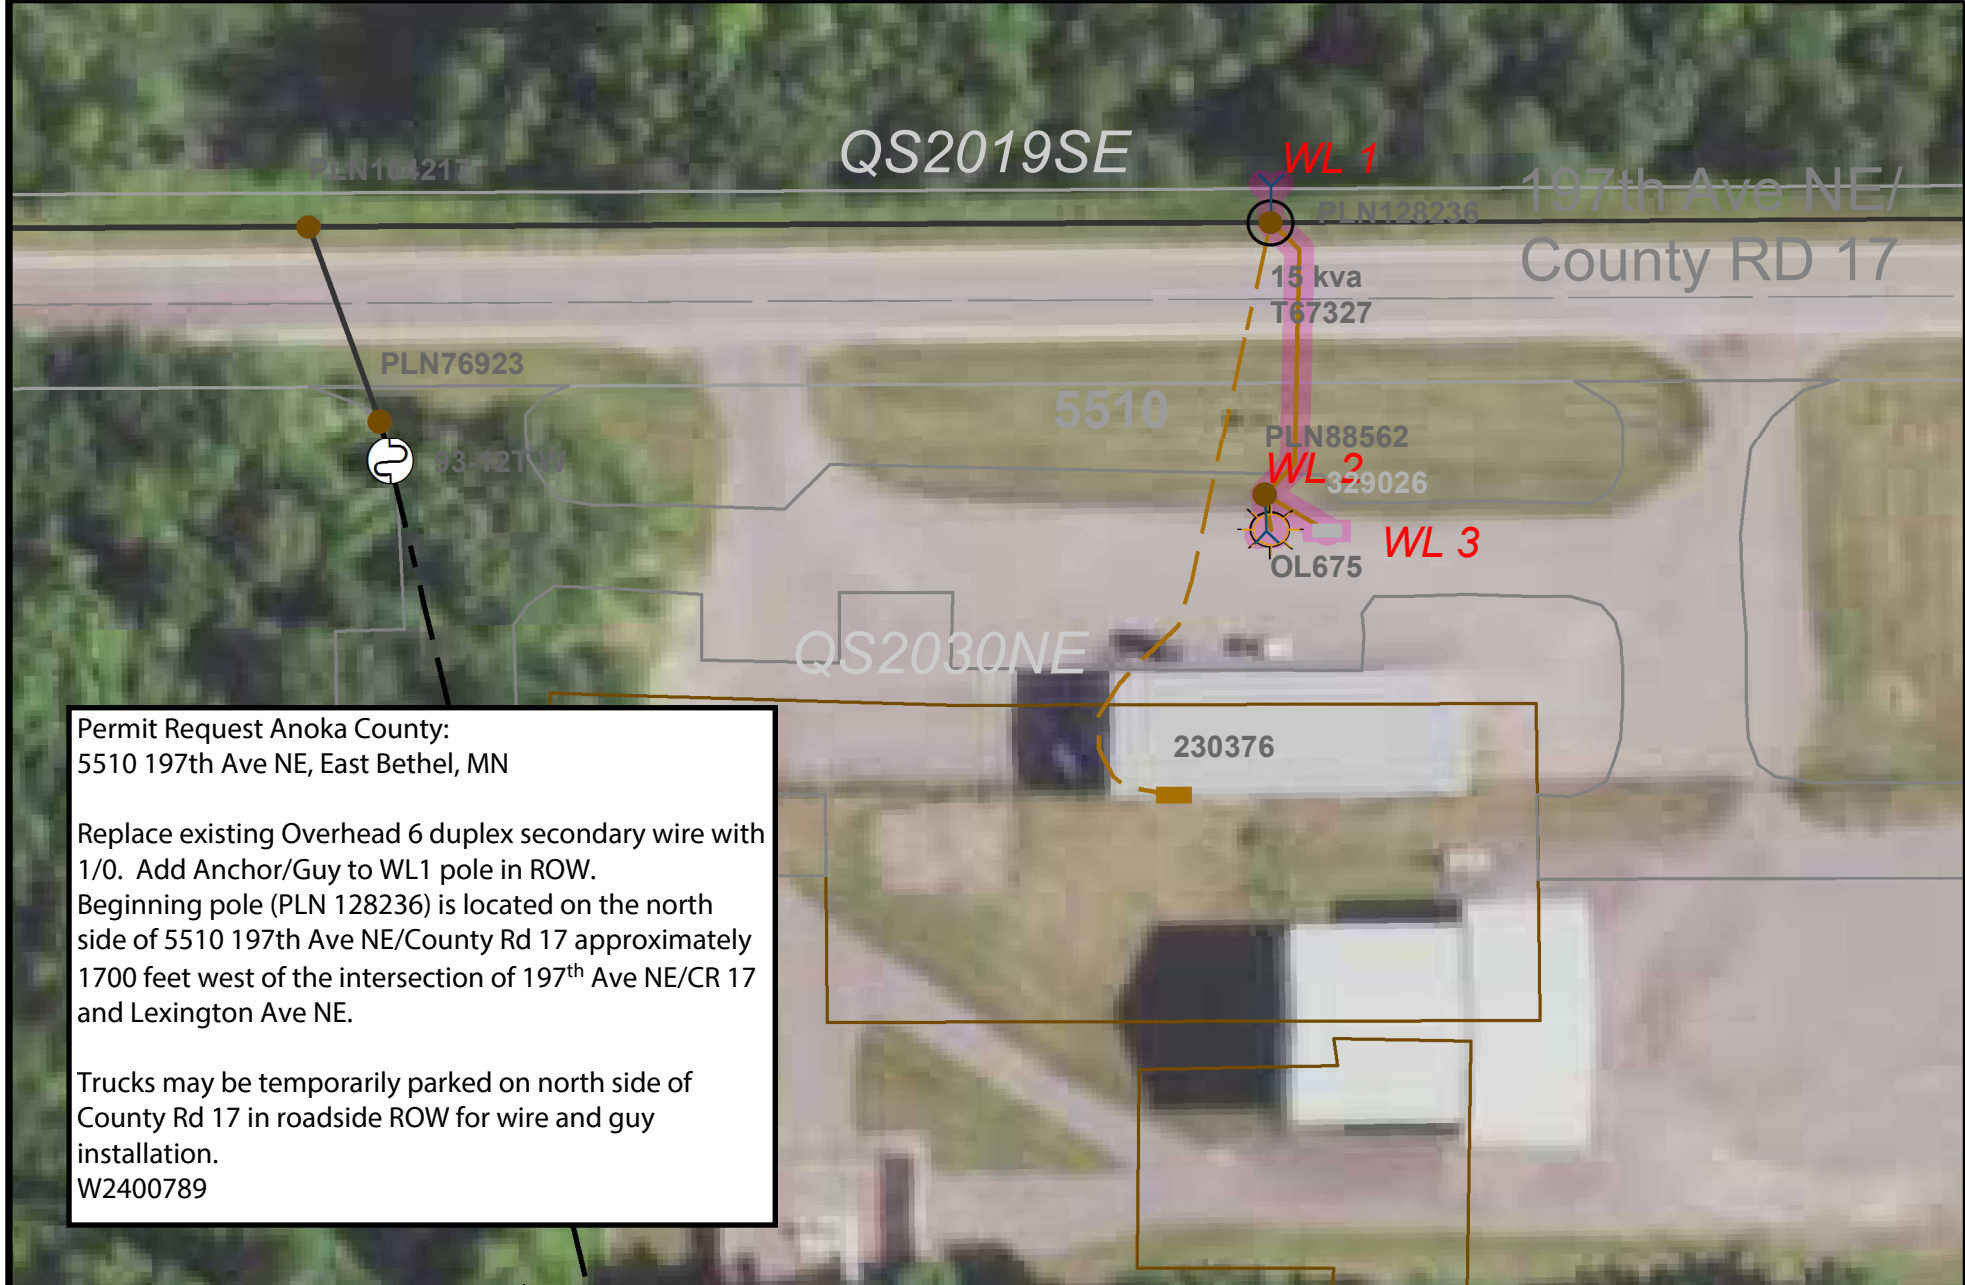 QS2019SE
WL 1
PLN104217
197th Ave NE/
County RD 17
PLN128236
15 kva
T67327
PLN76923
5510
PLN88562
WL 2
329026
WL 3
OL675
QS2030NE
230376
Permit Request Anoka County:
5510 197th Ave NE, East Bethel, MN
Replace existing Overhead 6 duplex secondary wire with
1/0.  Add Anchor/Guy to WL1 pole in ROW.
Beginning pole (PLN 128236) is located on the north
side of 5510 197th Ave NE/County Rd 17 approximately
1700 feet west of the intersection of 197th Ave NE/CR 17
and Lexington Ave NE.
Trucks may be temporarily parked on north side of
County Rd 17 in roadside ROW for wire and guy
installation.
W2400789